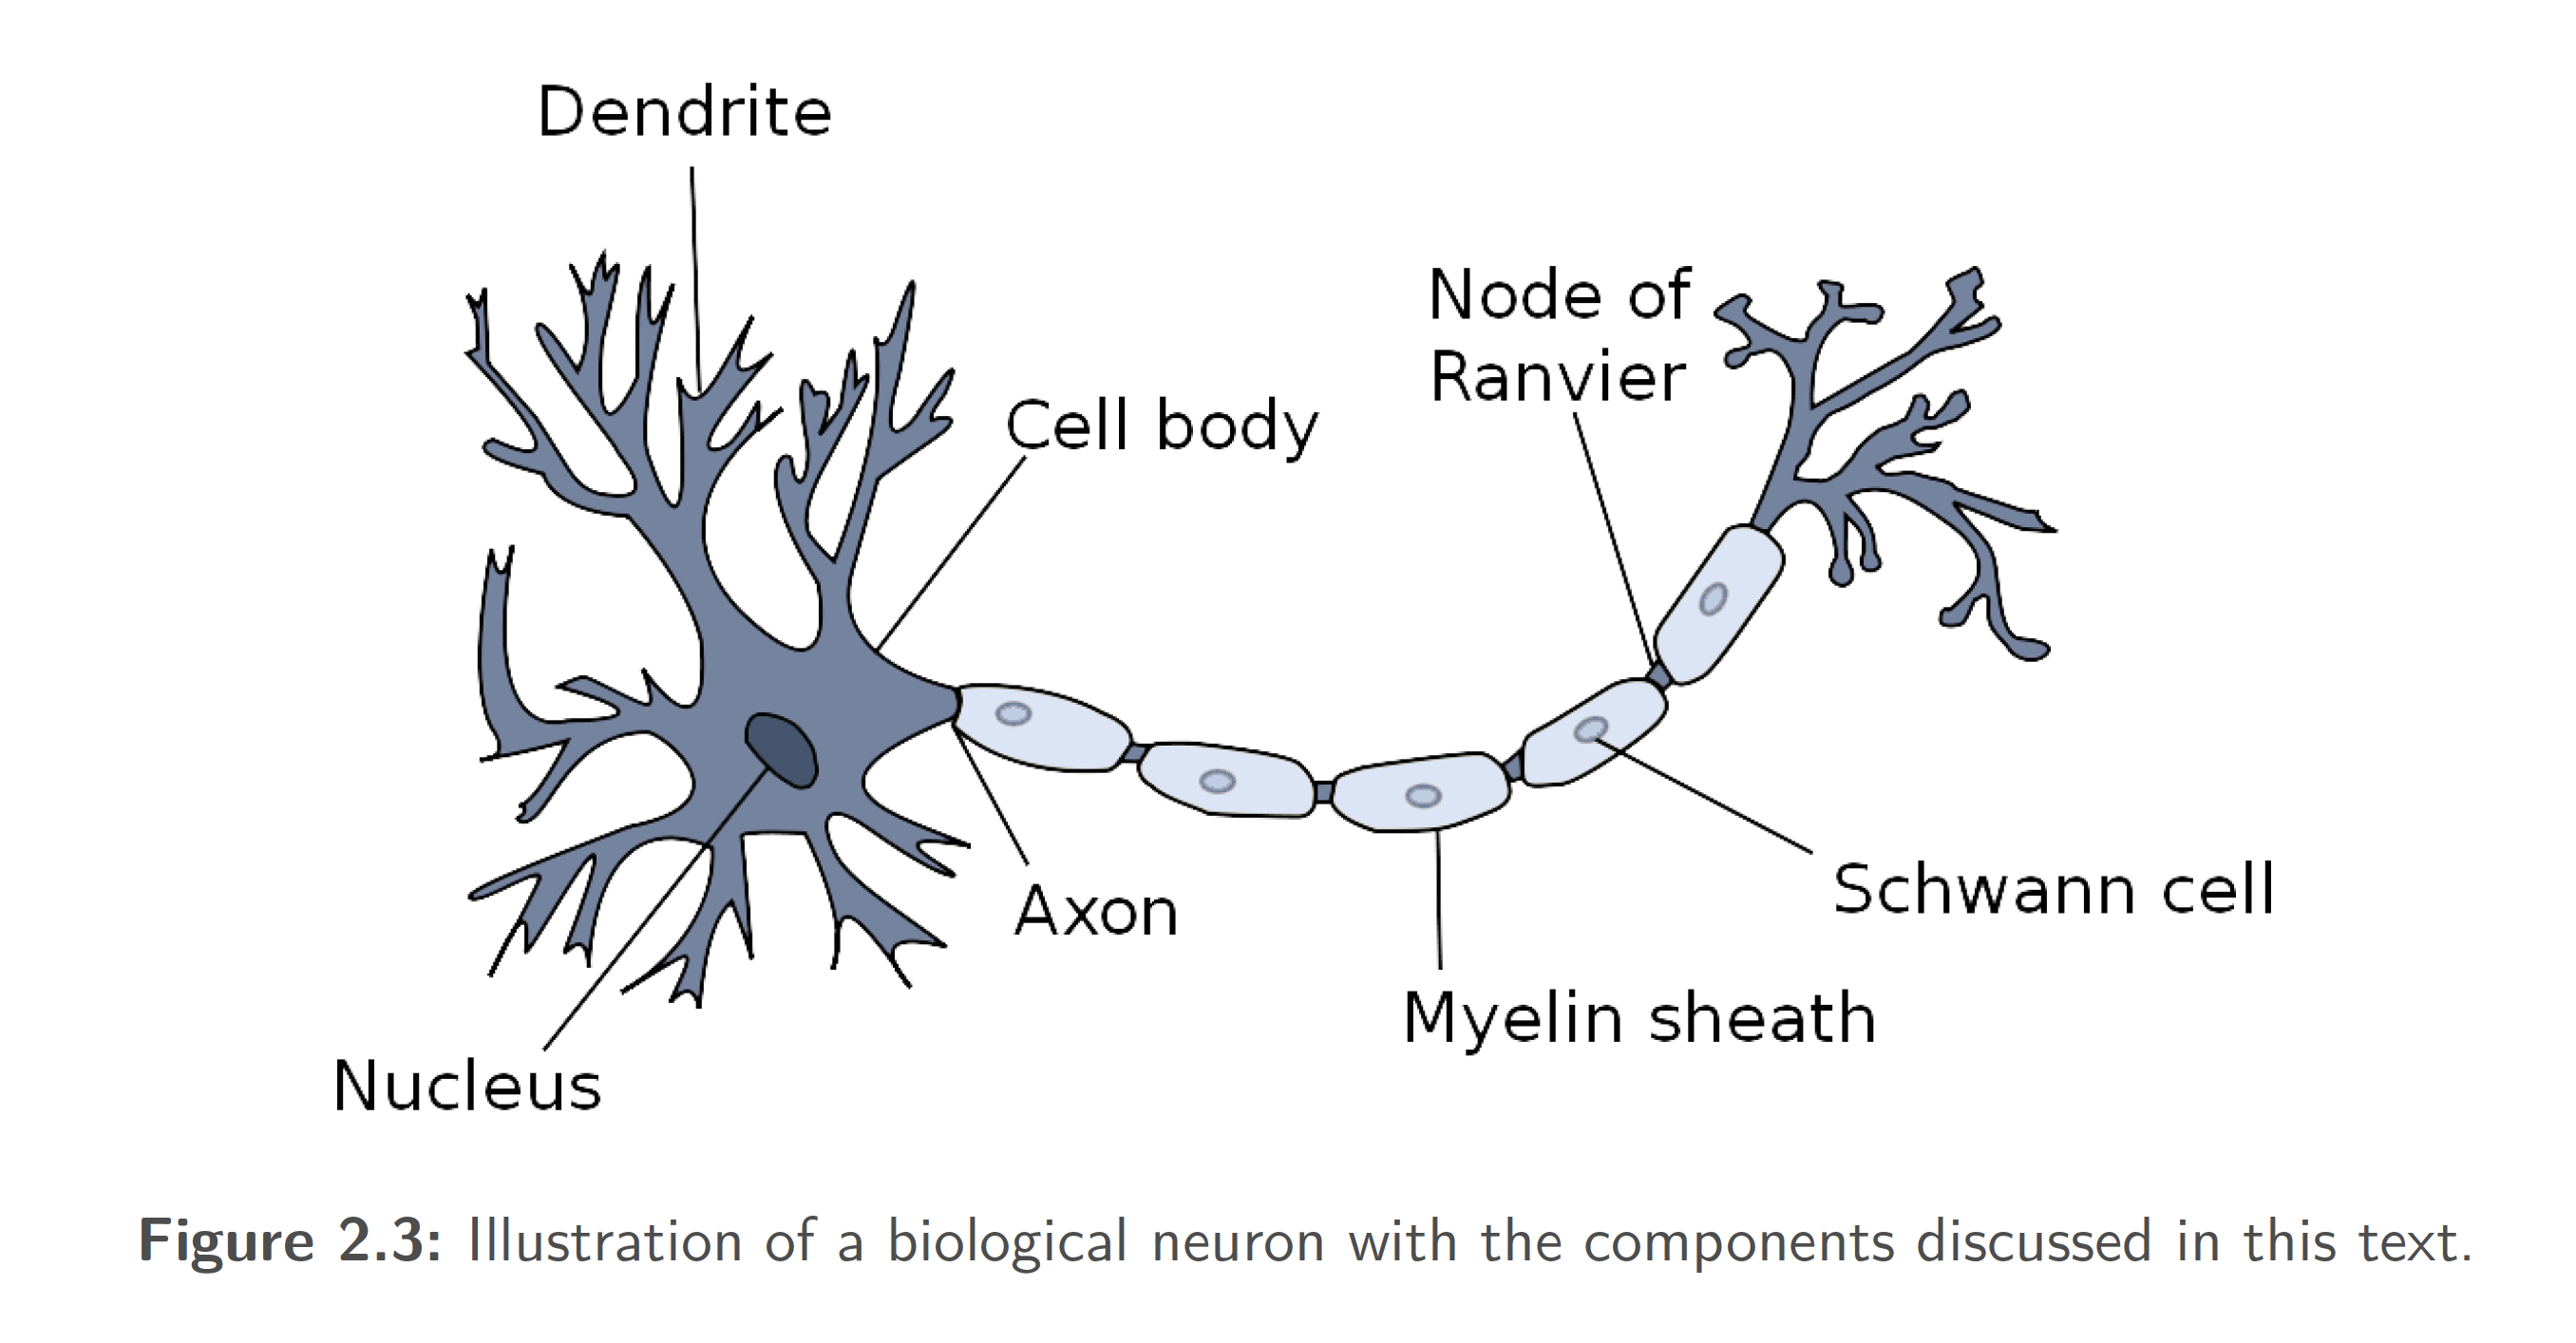 Dendrite
Cell body
Node of
Ranvier
Axon
Schwann cell
Myelin sheath
Nucleus
Figure 2.3: Illustration of a biological neuron with the components discussed in this text.